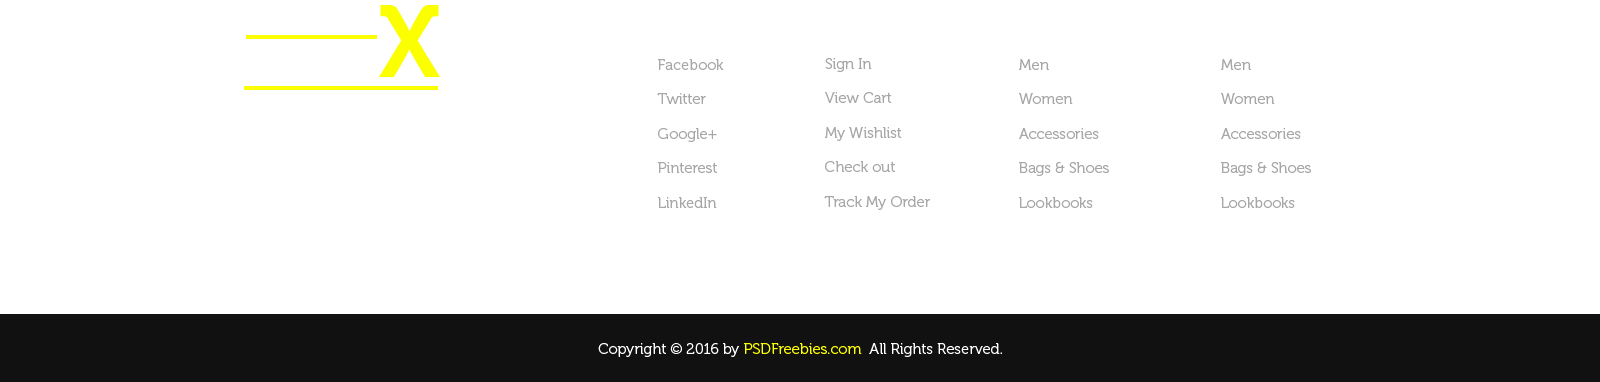 X
Facebook
Twitter
Google+
Pinterest
LinkedIn
Sign In
View Cart
My Wishlist
Check out
Track My Order
Men
Women
Accessories
Bags & Shoes
Lookbooks
Men
Women
Accessories
Bags & Shoes
Lookbooks
Copyright © 2016 by PSDFreebies.com All Rights Reserved.